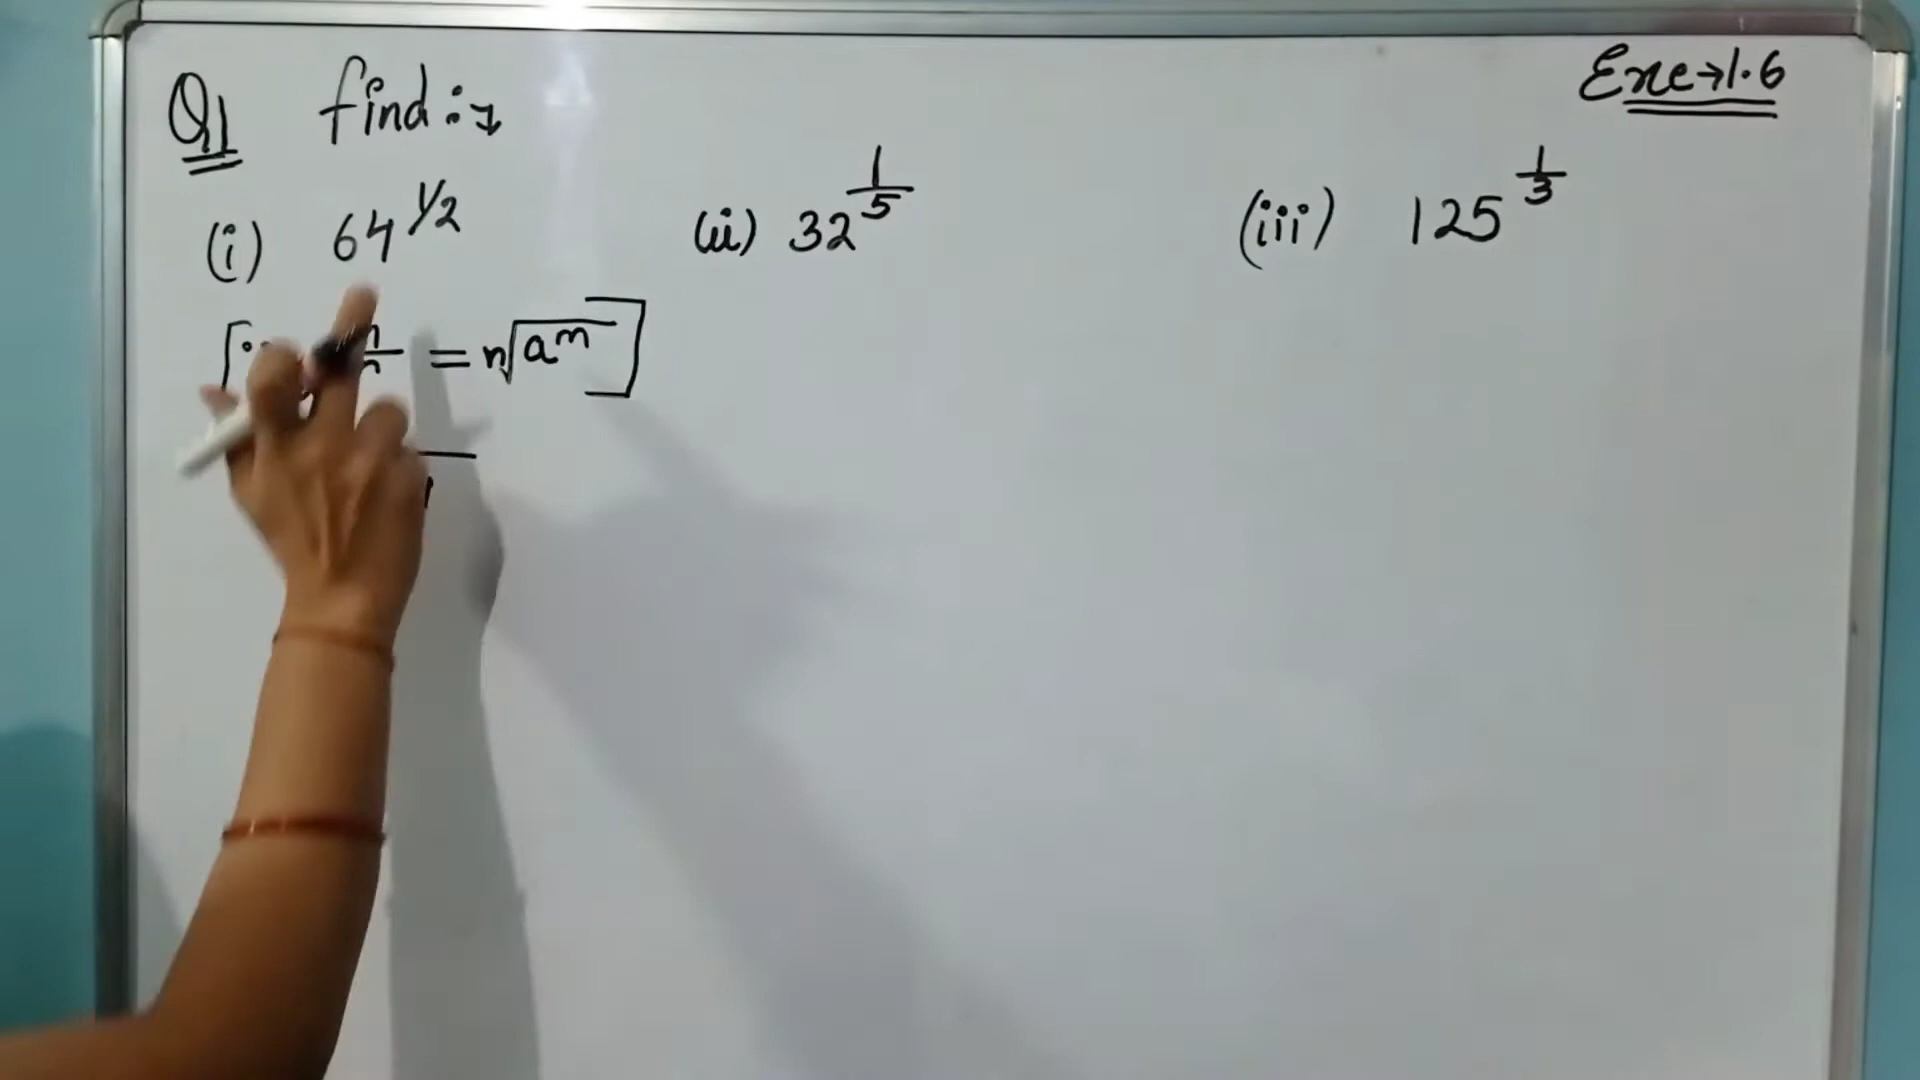 Exe→1.6
Q1 find:→
(i) 64^1/2 (ii) 32^1/5 (iii) 125^1/3
= n√a^m ]